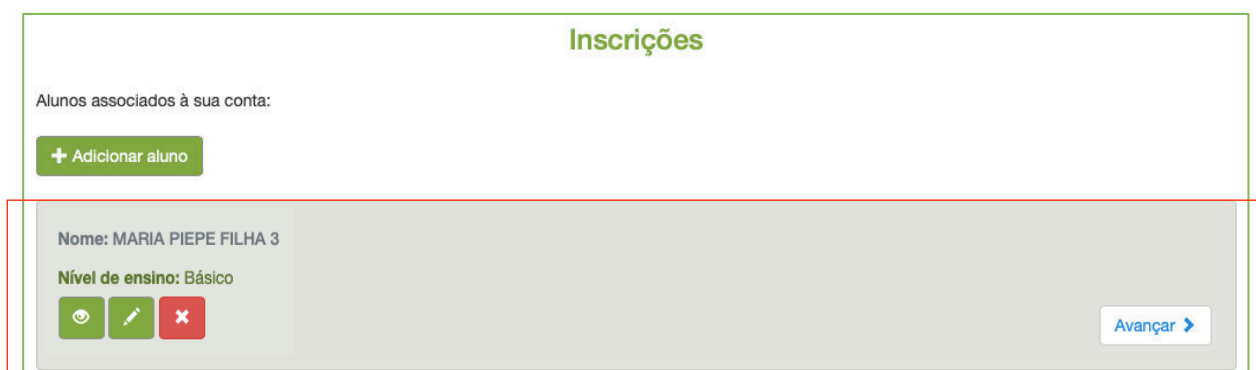 Inscrições
Alunos associados à sua conta:
Adicionar aluno
Nome: MARIA PIEPE FILHA 3
Nível de ensino: Básico
Avançar